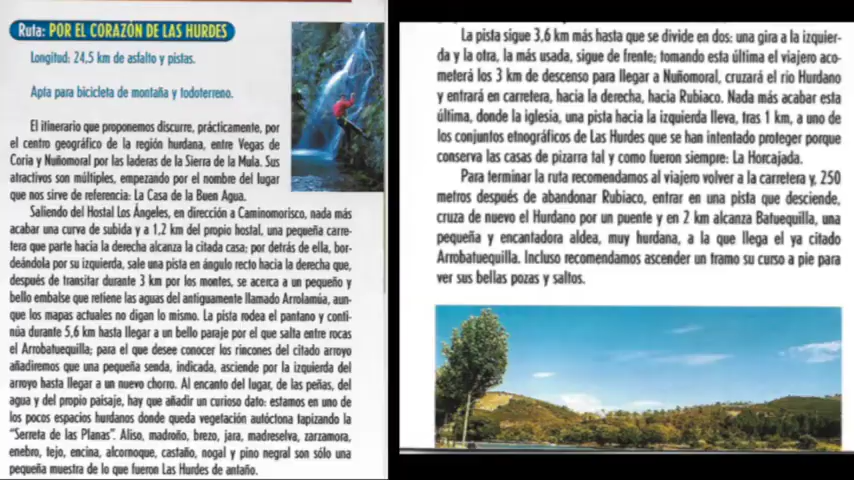 Ruta: POR EL CORAZÓN DE LAS HURDES
Longitud: 24,5 km de asfalto y pistas.
Apta para bicicleta de montaña y todoterreno.
El itinerario que proponemos discurre, prácticamente, por
el centro geográfico de la región hurdana, entre Vegas de
Coria y Nuñomoral por las laderas de la Sierra de la Mula. Sus
atractivos son múltiples, empezando por el nombre del lugar
que nos sirve de referencia: La Casa de la Buen Agua.
Saliendo del Hostal Los Ángeles, en dirección a Caminomorisco, nada más
acabar una curva de subida y a 1,2 km del propio hostal, una pequeña carre-
tera que parte hacia la derecha alcanza la citada casa; por detrás de ella, bor-
deándola por su izquierda, sale una pista en ángulo recto hacia la derecha que,
después de transitar durante 3 km por los montes, se acerca a un pequeño y
bello embalse que retiene las aguas del antiguamente llamado Arrolamúa, aun-
que los mapas actuales no digan lo mismo. La pista rodea el pantano y conti-
núa durante 5,6 km hasta llegar a un bello paraje por el que salta entre rocas
el Arrobatuequilla; para el que desee conocer los rincones del citado arroyo
añadiremos que una pequeña senda, indicada, asciende por la izquierda del
arroyo hasta llegar a un nuevo chorro. Al encanto del lugar, de las peñas, del
agua y del propio paisaje, hay que añadir un curioso dato: estamos en uno de
los pocos espacios hurdanos donde queda vegetación autóctona tapizando la
"Serreta de las Planas". Aliso, madroño, brezo, jara, madreselva, zarzamora,
enebro, tejo, encina, alcornoque, castaño, nogal y pino negral son sólo una
pequeña muestra de lo que fueron Las Hurdes de antaño.
La pista sigue 3,6 km más hasta que se divide en dos: una gira a la izquier-
da y la otra, la más usada, sigue de frente; tomando esta última el viajero aco-
meterá los 3 km de descenso para llegar a Nuñomoral, cruzará el río Hurdano
y entrará en carretera, hacia la derecha, hacia Rubiaco. Nada más acabar esta
última, donde la iglesia, una pista hacia la izquierda lleva, tras 1 km, a uno de
los conjuntos etnográficos de Las Hurdes que se han intentado proteger porque
conserva las casas de pizarra tal y como fueron siempre: La Horcajada.
Para terminar la ruta recomendamos al viajero volver a la carretera y, 250
metros después de abandonar Rubiaco, entrar en una pista que desciende,
cruza de nuevo el Hurdano por un puente y en 2 km alcanza Batuequilla, una
pequeña y encantadora aldea, muy hurdana, a la que llega el ya citado
Arrobatuequilla. Incluso recomendamos ascender un tramo su curso a pie para
ver sus bellas pozas y saltos.